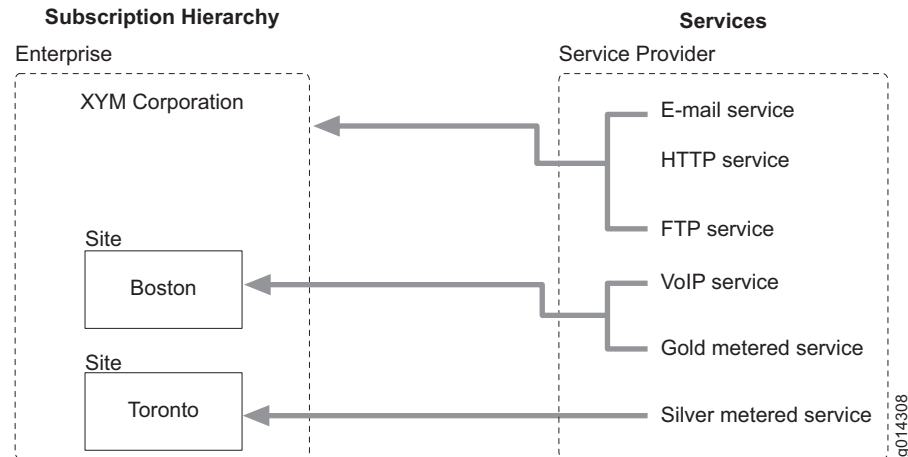 Subscription Hierarchy
Services
Enterprise
Service Provider
XYM Corporation
E-mail service
HTTP service
FTP service
Site
Boston
VoIP service
Gold metered service
Site
Toronto
Silver metered service
g014308